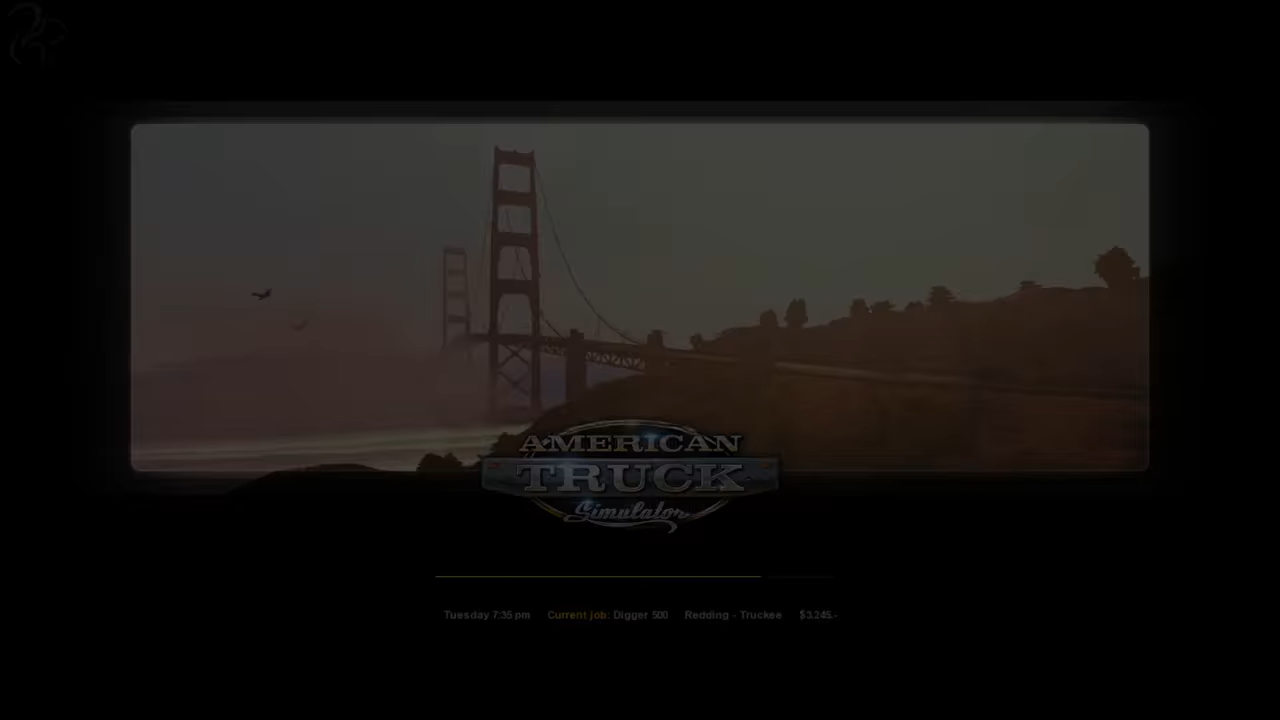 AMERICAN
TRUCK
Simulator
Tuesday 7:35 pm Current job: Digger 500 Redding - Truckee $3.245.-